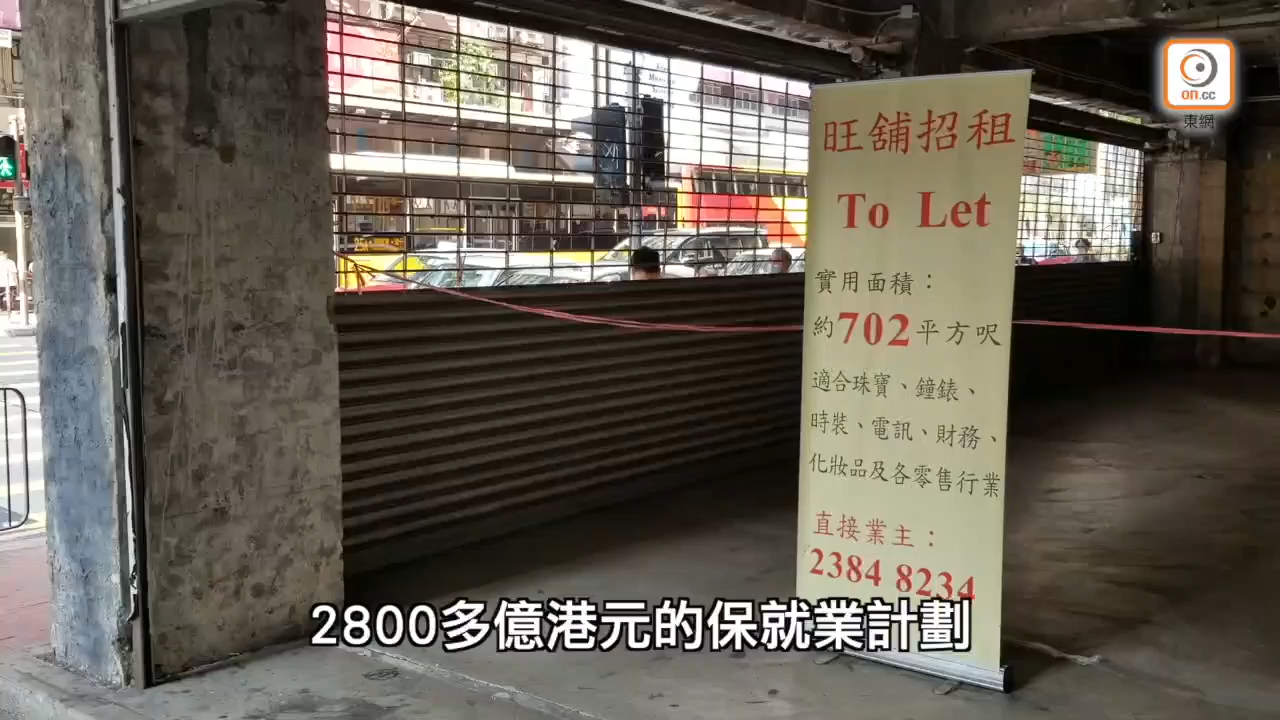 on.cc
東網
旺舖招租
To Let
實用面積：
約702平方呎
適合珠寶、鐘錶、
時裝、電訊、財務、
化妝品及各零售行業
直接業主：
2384 8234
2800多億港元的保就業計劃